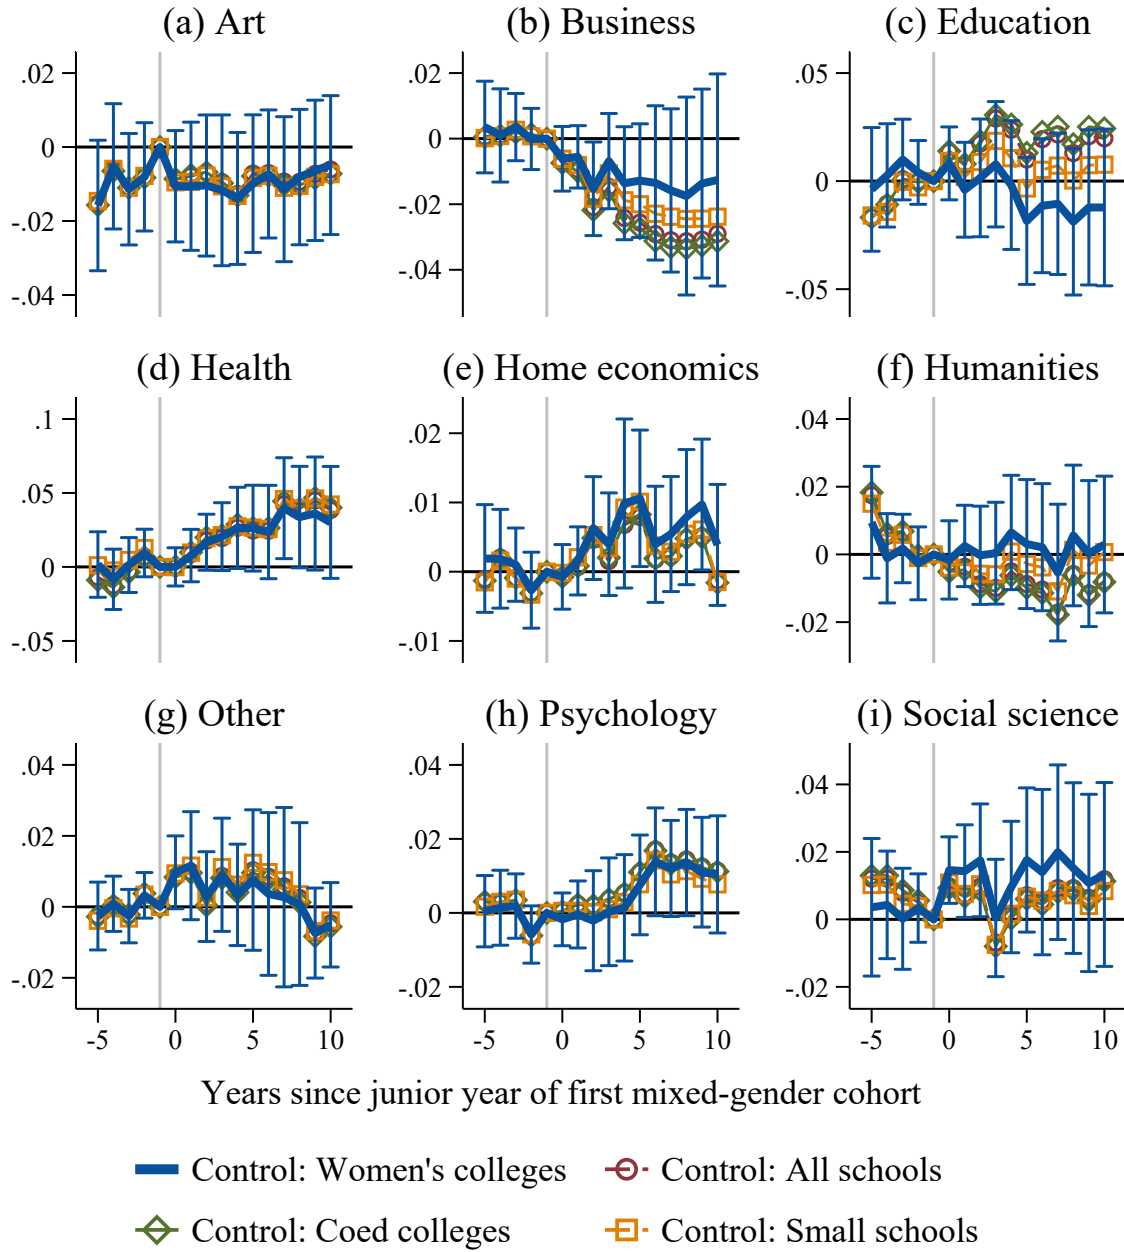 (a) Art
(b) Business
(c) Education
.02
0
-.02
-.04
.02
0
-.02
-.04
.05
0
-.05
(d) Health
(e) Home economics
(f) Humanities
.1
.05
0
-.05
.02
.01
0
-.01
.04
.02
0
-.02
(g) Other
(h) Psychology
(i) Social science
.04
.02
0
-.02
.04
.02
0
-.02
.04
.02
0
-.02
-5 0 5 10
-5 0 5 10
-5 0 5 10
Years since junior year of first mixed-gender cohort
Control: Women's colleges
Control: All schools
Control: Coed colleges
Control: Small schools